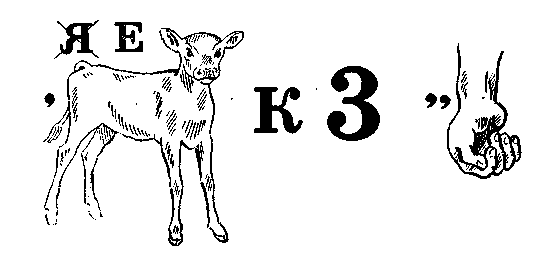 Я Е
, К 3 ,,